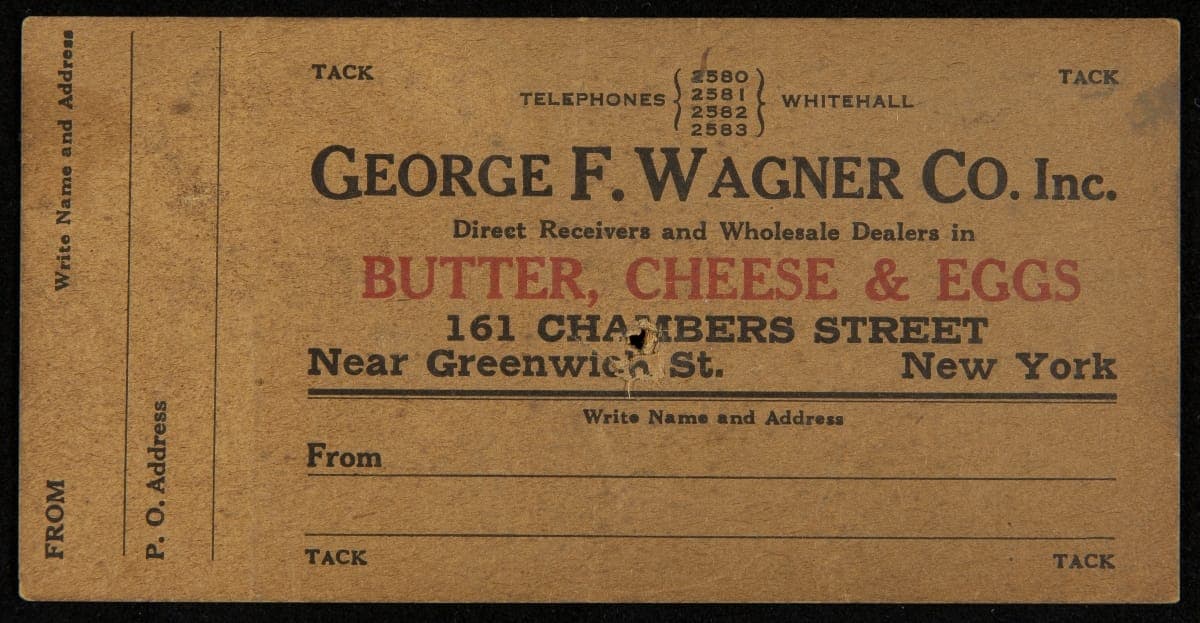 Write Name and Address
FROM
P. O. Address
TACK
TACK
TELEPHONES { 2580 2581 2582 2583 } WHITEHALL
GEORGE F. WAGNER CO. Inc.
Direct Receivers and Wholesale Dealers in
BUTTER, CHEESE & EGGS
161 CHAMBERS STREET
Near Greenwich St. New York
Write Name and Address
From
TACK
TACK